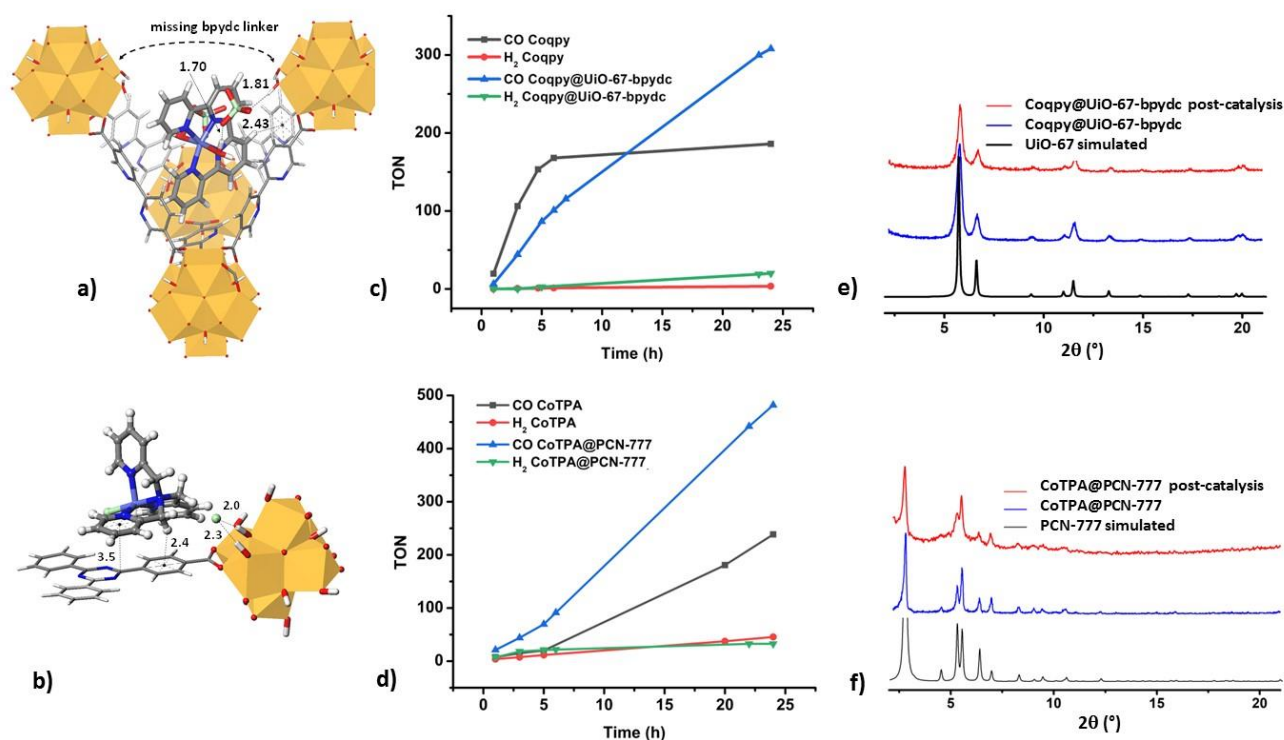 missing bpydc linker
1.70
1.81
2.43
a)
c)
TON
300
200
100
0
CO Coqpy
H₂ Coqpy
CO Coqpy@UiO-67-bpydc
H₂ Coqpy@UiO-67-bpydc
0 5 10 15 20 25
Time (h)
Coqpy@UiO-67-bpydc post-catalysis
Coqpy@UiO-67-bpydc
UiO-67 simulated
e)
5 10 15 20
2θ (°)
2.0
2.3
2.4
3.5
b)
d)
TON
500
400
300
200
100
0
CO CoTPA
H₂ CoTPA
CO CoTPA@PCN-777
H₂ CoTPA@PCN-777
0 5 10 15 20 25
Time (h)
CoTPA@PCN-777 post-catalysis
CoTPA@PCN-777
PCN-777 simulated
f)
5 10 15 20
2θ (°)